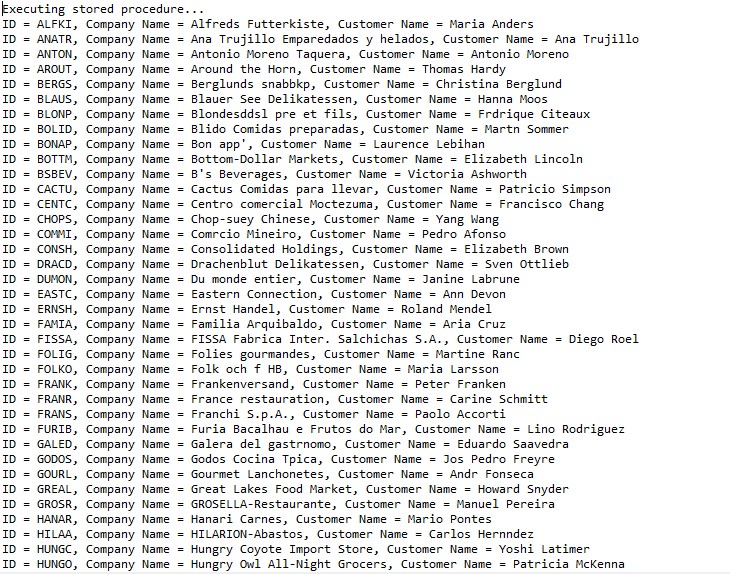 Executing stored procedure...
ID = ALFKI, Company Name = Alfreds Futterkiste, Customer Name = Maria Anders
ID = ANATR, Company Name = Ana Trujillo Emparedados y helados, Customer Name = Ana Trujillo
ID = ANTON, Company Name = Antonio Moreno Taquera, Customer Name = Antonio Moreno
ID = AROUT, Company Name = Around the Horn, Customer Name = Thomas Hardy
ID = BERGS, Company Name = Berglunds snabbkp, Customer Name = Christina Berglund
ID = BLAUS, Company Name = Blauer See Delikatessen, Customer Name = Hanna Moos
ID = BLONP, Company Name = Blondesddsl pre et fils, Customer Name = Frdrique Citeaux
ID = BOLID, Company Name = Blido Comidas preparadas, Customer Name = Martn Sommer
ID = BONAP, Company Name = Bon app', Customer Name = Laurence Lebihan
ID = BOTTM, Company Name = Bottom-Dollar Markets, Customer Name = Elizabeth Lincoln
ID = BSBEV, Company Name = B's Beverages, Customer Name = Victoria Ashworth
ID = CACTU, Company Name = Cactus Comidas para llevar, Customer Name = Patricio Simpson
ID = CENTC, Company Name = Centro comercial Moctezuma, Customer Name = Francisco Chang
ID = CHOPS, Company Name = Chop-suey Chinese, Customer Name = Yang Wang
ID = COMMI, Company Name = Comrcio Mineiro, Customer Name = Pedro Afonso
ID = CONSH, Company Name = Consolidated Holdings, Customer Name = Elizabeth Brown
ID = DRACD, Company Name = Drachenblut Delikatessen, Customer Name = Sven Ottlieb
ID = DUMON, Company Name = Du monde entier, Customer Name = Janine Labrune
ID = EASTC, Company Name = Eastern Connection, Customer Name = Ann Devon
ID = ERNSH, Company Name = Ernst Handel, Customer Name = Roland Mendel
ID = FAMIA, Company Name = Familia Arquibaldo, Customer Name = Aria Cruz
ID = FISSA, Company Name = FISSA Fabrica Inter. Salchichas S.A., Customer Name = Diego Roel
ID = FOLIG, Company Name = Folies gourmandes, Customer Name = Martine Ranc
ID = FOLKO, Company Name = Folk och f HB, Customer Name = Maria Larsson
ID = FRANK, Company Name = Frankenversand, Customer Name = Peter Franken
ID = FRANR, Company Name = France restauration, Customer Name = Carine Schmitt
ID = FRANS, Company Name = Franchi S.p.A., Customer Name = Paolo Accorti
ID = FURIB, Company Name = Furia Bacalhau e Frutos do Mar, Customer Name = Lino Rodriguez
ID = GALED, Company Name = Galera del gastrnomo, Customer Name = Eduardo Saavedra
ID = GODOS, Company Name = Godos Cocina Tpica, Customer Name = Jos Pedro Freyre
ID = GOURL, Company Name = Gourmet Lanchonetes, Customer Name = Andr Fonseca
ID = GREAL, Company Name = Great Lakes Food Market, Customer Name = Howard Snyder
ID = GROSR, Company Name = GROSELLA-Restaurante, Customer Name = Manuel Pereira
ID = HANAR, Company Name = Hanari Carnes, Customer Name = Mario Pontes
ID = HILAA, Company Name = HILARION-Abastos, Customer Name = Carlos Hernndez
ID = HUNGC, Company Name = Hungry Coyote Import Store, Customer Name = Yoshi Latimer
ID = HUNGO, Company Name = Hungry Owl All-Night Grocers, Customer Name = Patricia McKenna